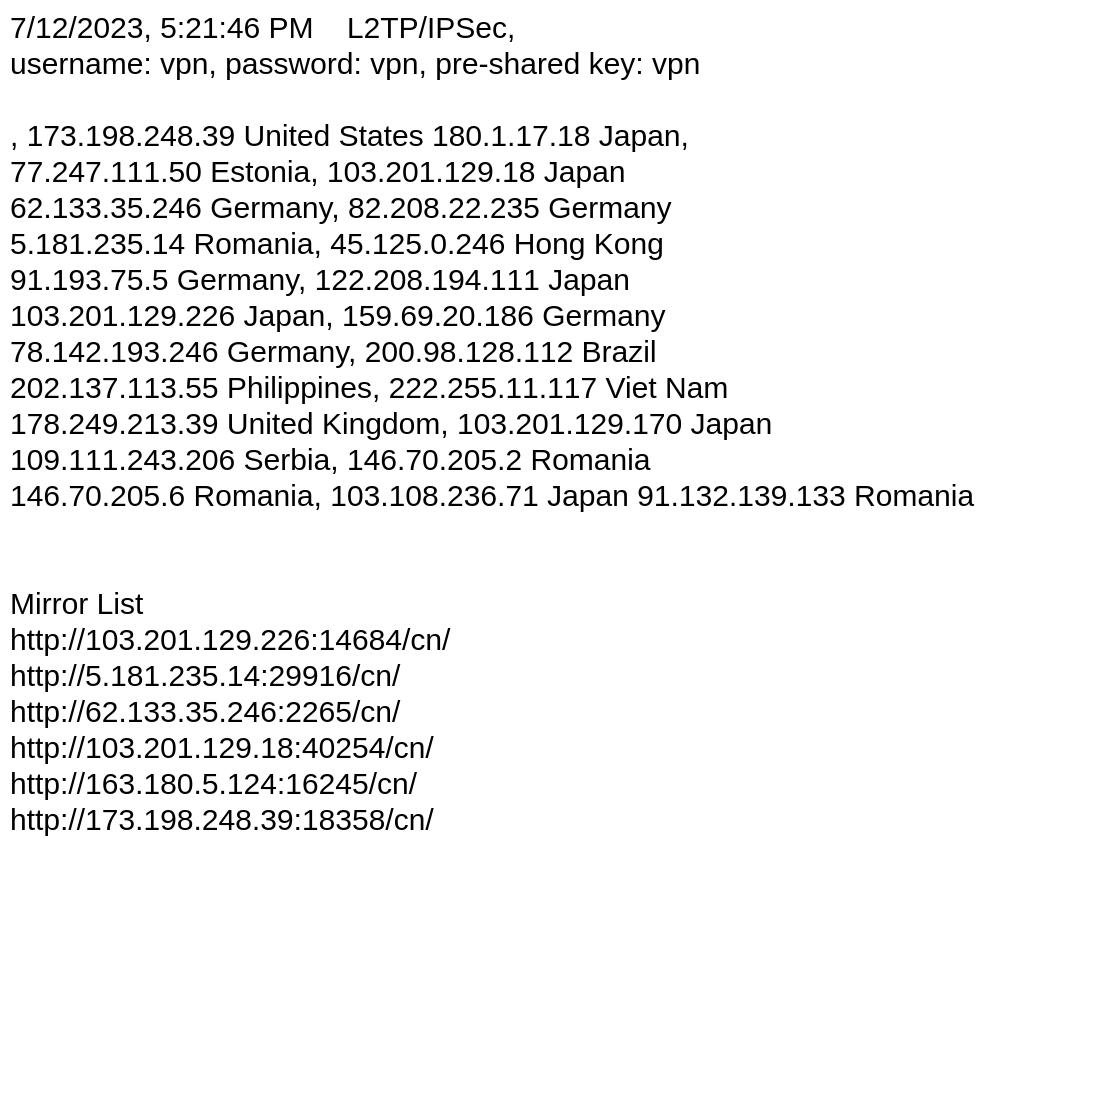 7/12/2023, 5:21:46 PM    L2TP/IPSec,
username: vpn, password: vpn, pre-shared key: vpn
, 173.198.248.39 United States 180.1.17.18 Japan,
77.247.111.50 Estonia, 103.201.129.18 Japan
62.133.35.246 Germany, 82.208.22.235 Germany
5.181.235.14 Romania, 45.125.0.246 Hong Kong
91.193.75.5 Germany, 122.208.194.111 Japan
103.201.129.226 Japan, 159.69.20.186 Germany
78.142.193.246 Germany, 200.98.128.112 Brazil
202.137.113.55 Philippines, 222.255.11.117 Viet Nam
178.249.213.39 United Kingdom, 103.201.129.170 Japan
109.111.243.206 Serbia, 146.70.205.2 Romania
146.70.205.6 Romania, 103.108.236.71 Japan 91.132.139.133 Romania
Mirror List
http://103.201.129.226:14684/cn/
http://5.181.235.14:29916/cn/
http://62.133.35.246:2265/cn/
http://103.201.129.18:40254/cn/
http://163.180.5.124:16245/cn/
http://173.198.248.39:18358/cn/